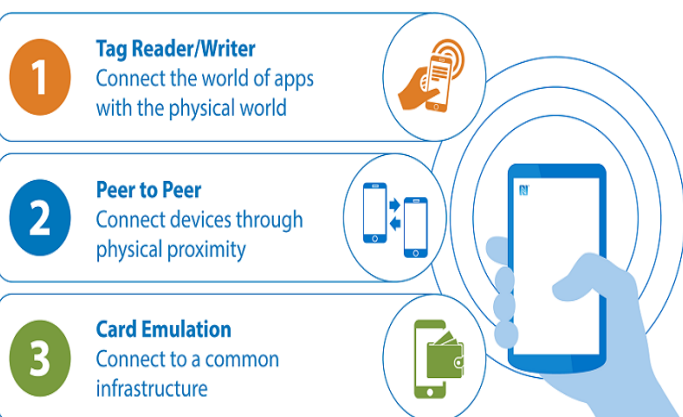 1
Tag Reader/Writer
Connect the world of apps
with the physical world
2
Peer to Peer
Connect devices through
physical proximity
3
Card Emulation
Connect to a common
infrastructure